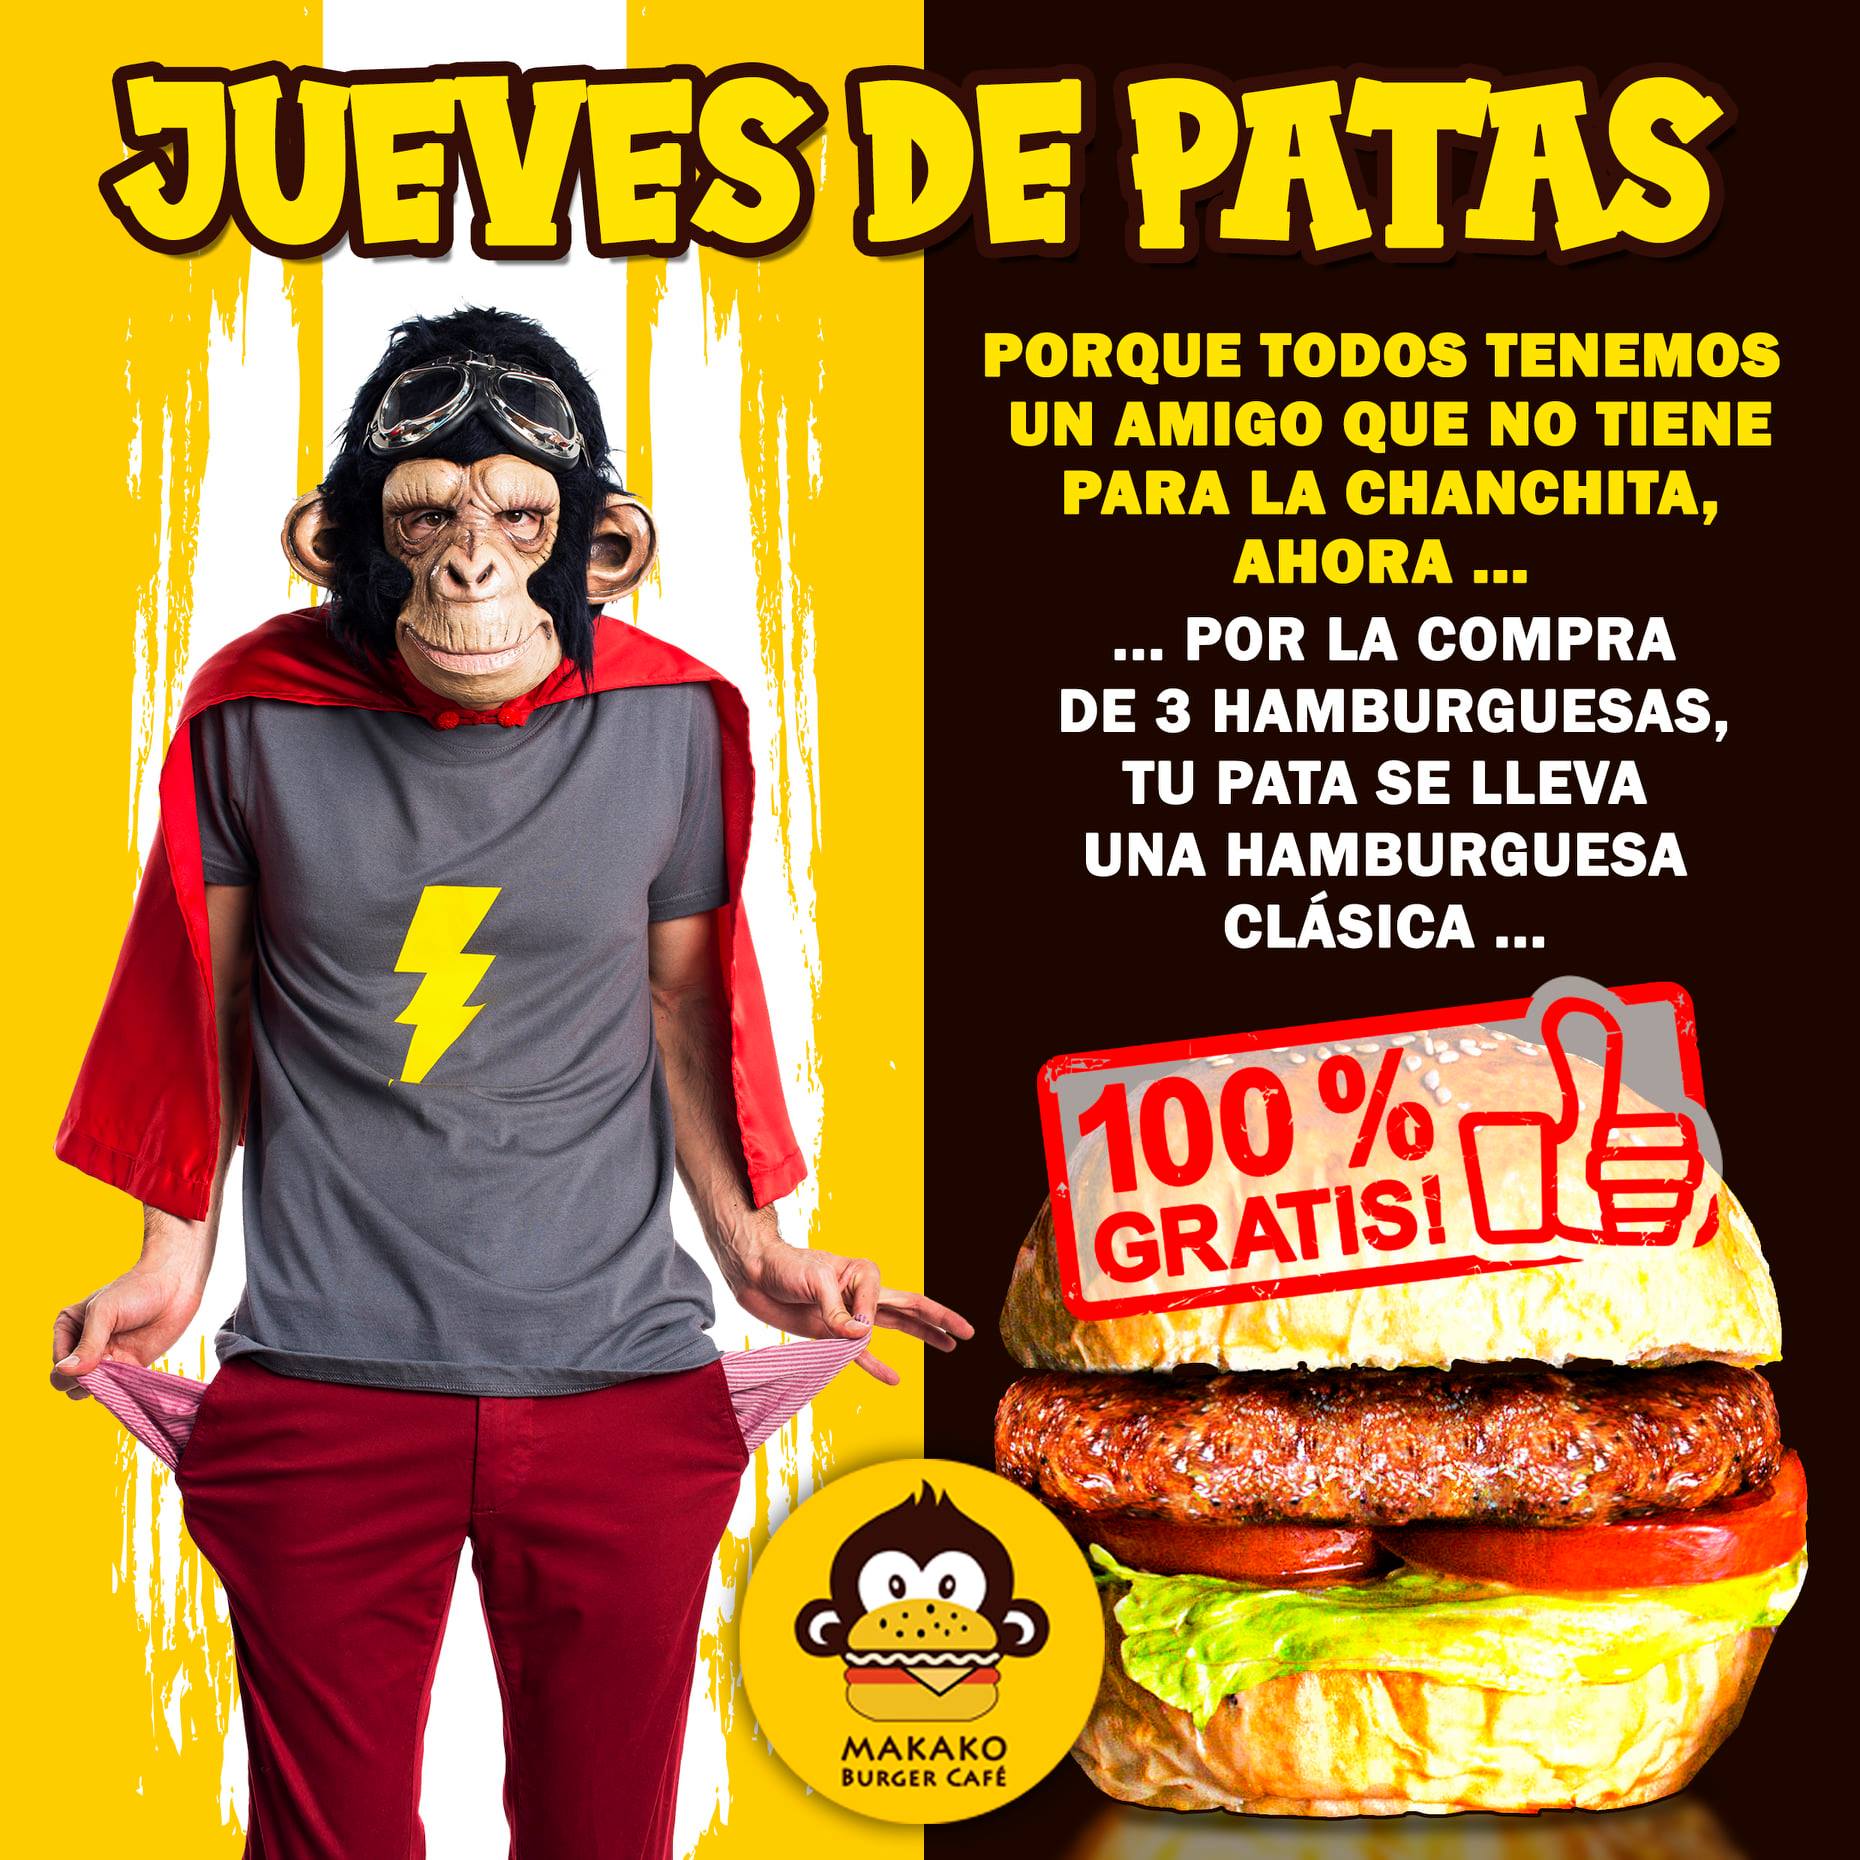 JUEVES DE PATAS
PORQUE TODOS TENEMOS
UN AMIGO QUE NO TIENE
PARA LA CHANCHITA,
AHORA ...
... POR LA COMPRA
DE 3 HAMBURGUESAS,
TU PATA SE LLEVA
UNA HAMBURGUESA
CLÁSICA ...
100 %
GRATIS!
MAKAKO
BURGER CAFÉ